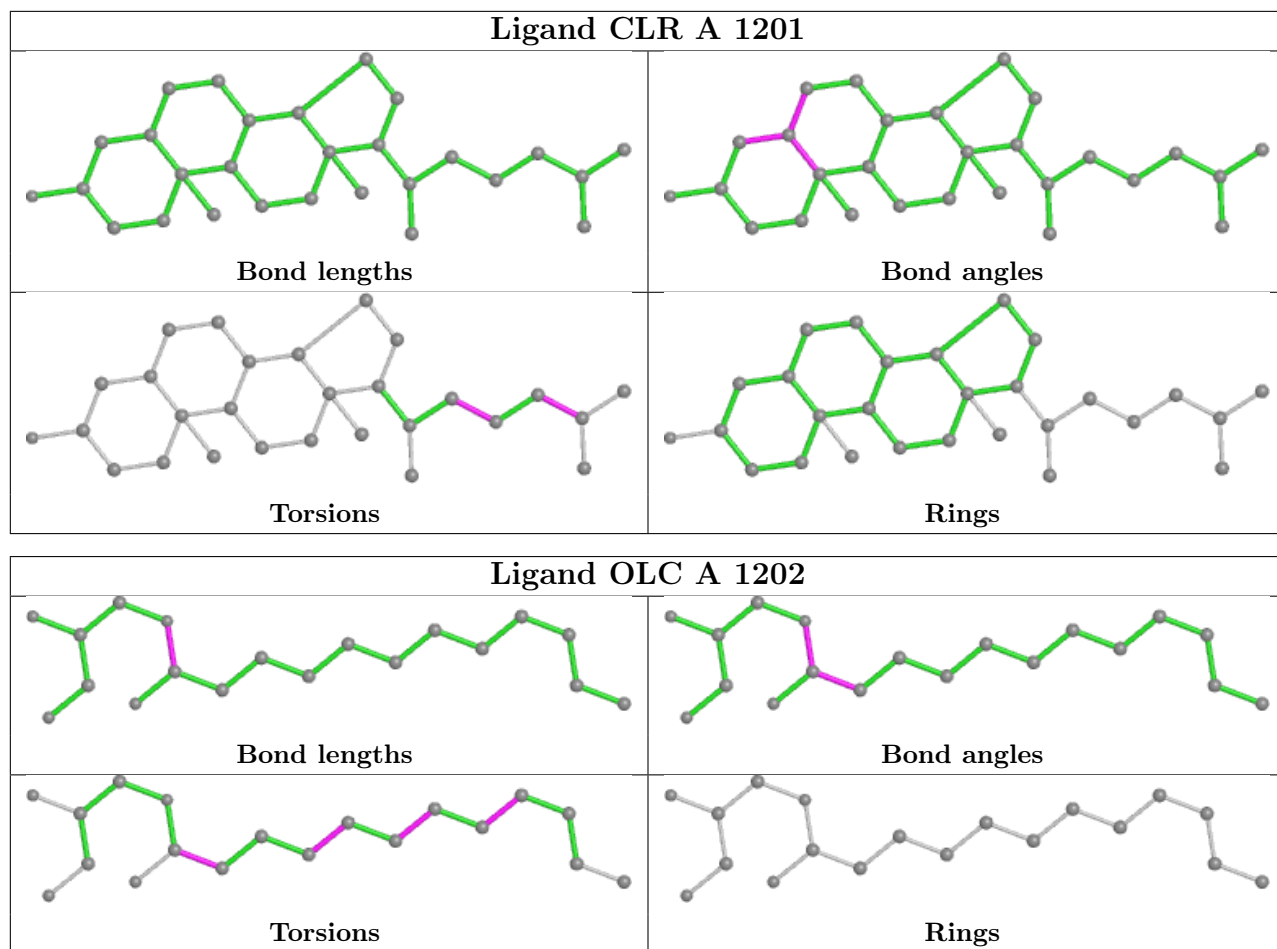 Ligand CLR A 1201
Bond lengths
Bond angles
Torsions
Rings
Ligand OLC A 1202
Bond lengths
Bond angles
Torsions
Rings